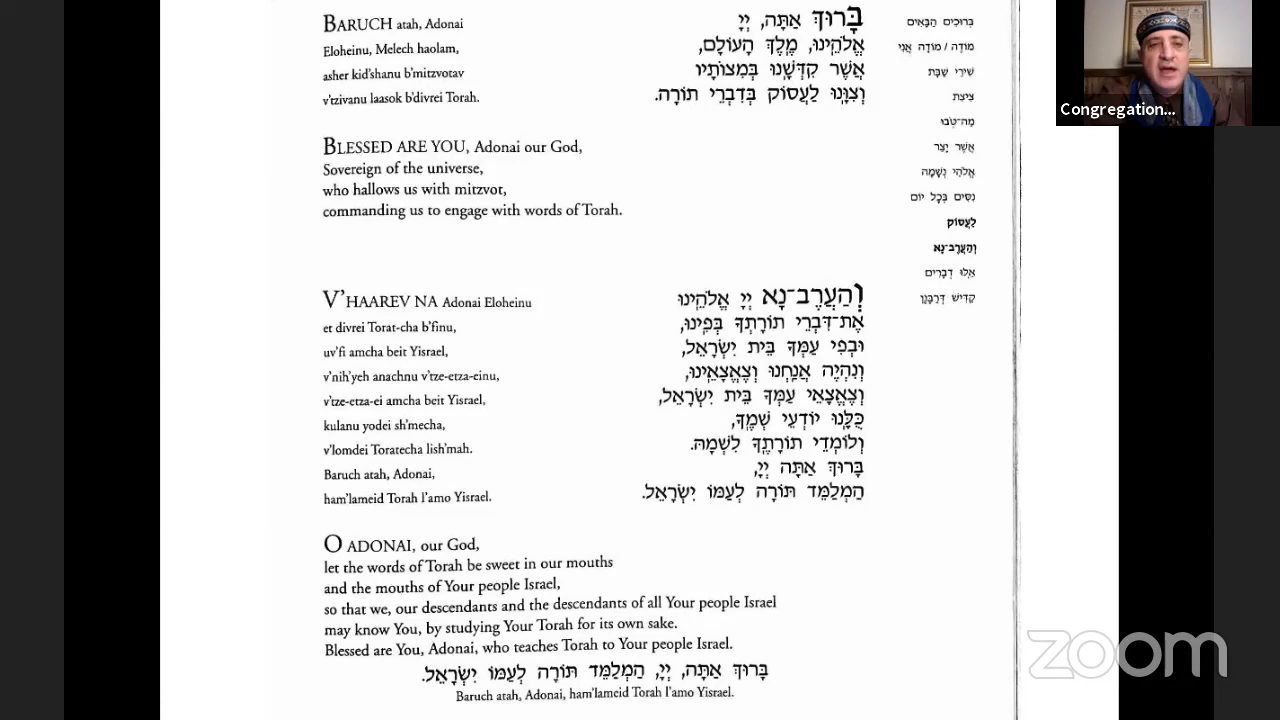 BARUCH atah, Adonai
Eloheinu, Melech haolam,
asher kid'shanu b'mitzvotav
v'tzivanu laasok b'divrei Torah.
בָּרוּךְ אַתָּה, יְיָ
אֱלֹהֵינוּ, מֶלֶךְ הָעוֹלָם,
אֲשֶׁר קִדְּשָׁנוּ בְּמִצְוֹתָיו
וְצִוָּנוּ לַעֲסוֹק בְּדִבְרֵי תוֹרָה.
BLESSED ARE YOU, Adonai our God,
Sovereign of the universe,
who hallows us with mitzvot,
commanding us to engage with words of Torah.
V'HAAREV NA Adonai Eloheinu
et divrei Torat-cha b'finu,
uv'fi amcha beit Yisrael,
v'nih'yeh anachnu v'tze-etza-einu,
v'tze-etza-ei amcha beit Yisrael,
kulanu yodei sh'mecha,
v'lomdei Toratecha lish'mah.
Baruch atah, Adonai,
ham'lameid Torah l'amo Yisrael.
וְהַעֲרֶב־נָא יְיָ אֱלֹהֵינוּ
אֶת־דִּבְרֵי תוֹרָתְךָ בְּפִינוּ,
וּבְפִי עַמְּךָ בֵּית יִשְׂרָאֵל,
וְנִהְיֶה אֲנַחְנוּ וְצֶאֱצָאֵינוּ,
וְצֶאֱצָאֵי עַמְּךָ בֵּית יִשְׂרָאֵל,
כֻּלָּנוּ יוֹדְעֵי שְׁמֶךָ,
וְלוֹמְדֵי תוֹרָתֶךָ לִשְׁמָהּ.
בָּרוּךְ אַתָּה יְיָ,
הַמְלַמֵּד תּוֹרָה לְעַמּוֹ יִשְׂרָאֵל.
O ADONAI, our God,
let the words of Torah be sweet in our mouths
and the mouths of Your people Israel,
so that we, our descendants and the descendants of all Your people Israel
may know You, by studying Your Torah for its own sake.
Blessed are You, Adonai, who teaches Torah to Your people Israel.
בָּרוּךְ אַתָּה, יְיָ, הַמְלַמֵּד תּוֹרָה לְעַמּוֹ יִשְׂרָאֵל.
Baruch atah, Adonai, ham'lameid Torah l'amo Yisrael.
בְּרוּכִים הַבָּאִים
מוֹדֶה / מוֹדָה אֲנִי
שִׁירֵי שַׁבָּת
צִיצִת
מַה־טֹּבוּ
אֲשֶׁר יָצַר
אֱלֹהַי נְשָׁמָה
נִסִּים בְּכָל יוֹם
לַעֲסוֹק
וְהַעֲרֶב־נָא
אֵלּוּ דְבָרִים
קַדִּישׁ דְּרַבָּנָן
Congregation...
zoom